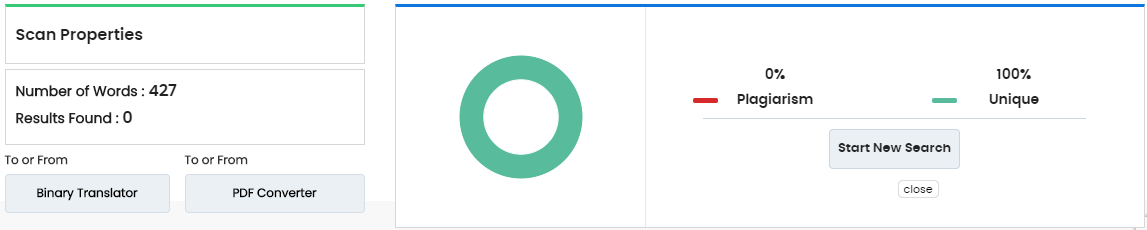 Scan Properties
Number of Words : 427
Results Found : 0
To or From
To or From
Binary Translator
PDF Converter
0%
100%
Plagiarism
Unique
Start New Search
close